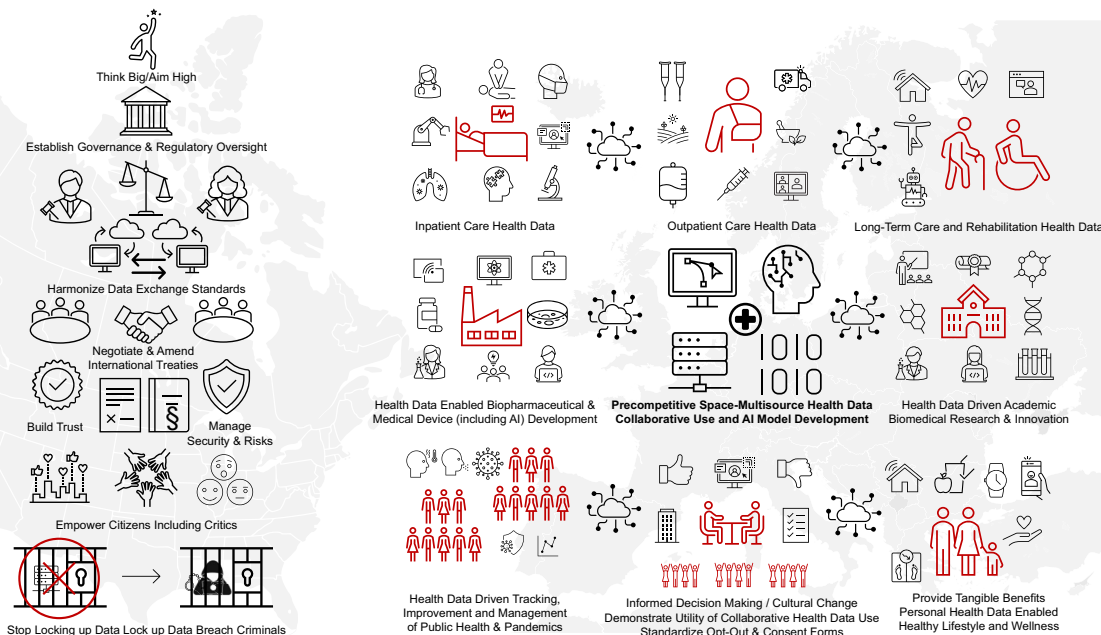 Think Big/Aim High
Establish Governance & Regulatory Oversight
Harmonize Data Exchange Standards
Negotiate & Amend
International Treaties
Build Trust
§
Manage
Security & Risks
Empower Citizens Including Critics
Stop Locking up Data
Lock up Data Breach Criminals
Inpatient Care Health Data
Outpatient Care Health Data
Long-Term Care and Rehabilitation Health Data
Health Data Enabled Biopharmaceutical &
Medical Device (including AI) Development
1010
1010
Precompetitive Space-Multisource Health Data
Collaborative Use and AI Model Development
Health Data Driven Academic
Biomedical Research & Innovation
Health Data Driven Tracking,
Improvement and Management
of Public Health & Pandemics
Informed Decision Making / Cultural Change
Demonstrate Utility of Collaborative Health Data Use
Standardize Opt-Out & Consent Forms
Provide Tangible Benefits
Personal Health Data Enabled
Healthy Lifestyle and Wellness